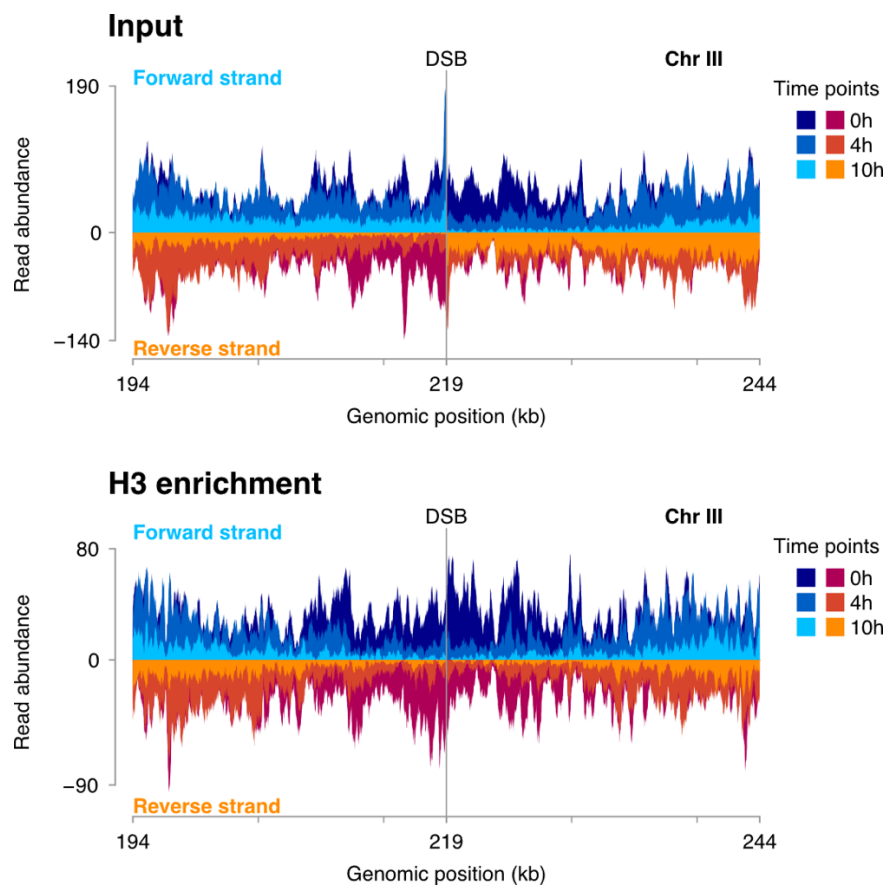 Input
Forward strand
DSB
Chr III
190
0
−140
Read abundance
Reverse strand
194
219
244
Genomic position (kb)
Time points
0h
4h
10h
H3 enrichment
Forward strand
DSB
Chr III
80
0
−90
Read abundance
Reverse strand
194
219
244
Genomic position (kb)
Time points
0h
4h
10h